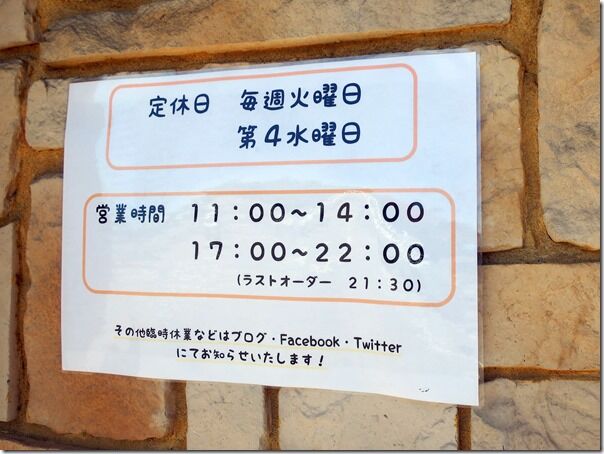 定休日 毎週火曜日
第4水曜日
営業時間 11:00~14:00
17:00~22:00
(ラストオーダー 21:30)
その他臨時休業などはブログ・Facebook・Twitter
にてお知らせいたします!